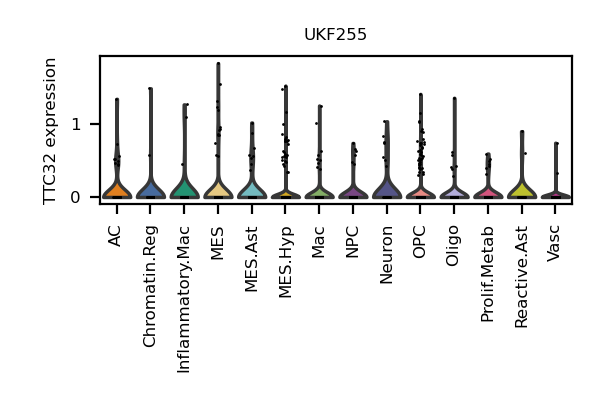 UKF255
TTC32 expression
1
0
AC
Chromatin.Reg
Inflammatory.Mac
MES
MES.Ast
MES.Hyp
Mac
NPC
Neuron
OPC
Oligo
Prolif.Metab
Reactive.Ast
Vasc